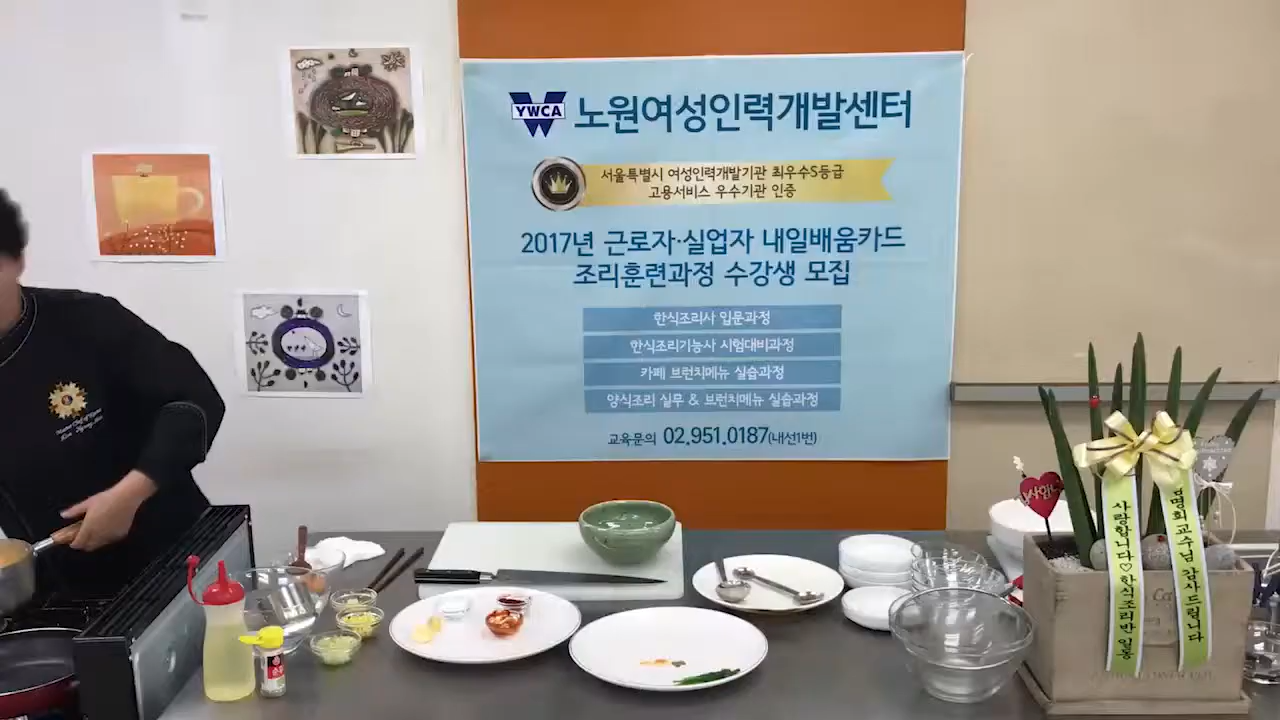 YWCA 노원여성인력개발센터
서울특별시 여성인력개발기관 최우수S등급
고용서비스 우수기관 인증
2017년 근로자·실업자 내일배움카드
조리훈련과정 수강생 모집
한식조리사 입문과정
한식조리기능사 시험대비과정
카페 브런치메뉴 실습과정
양식조리 실무 & 브런치메뉴 실습과정
교육문의 02.951.0187(내선1번)
사랑합니다♡한식조리반 일동
명희교수님 감사 드립니다